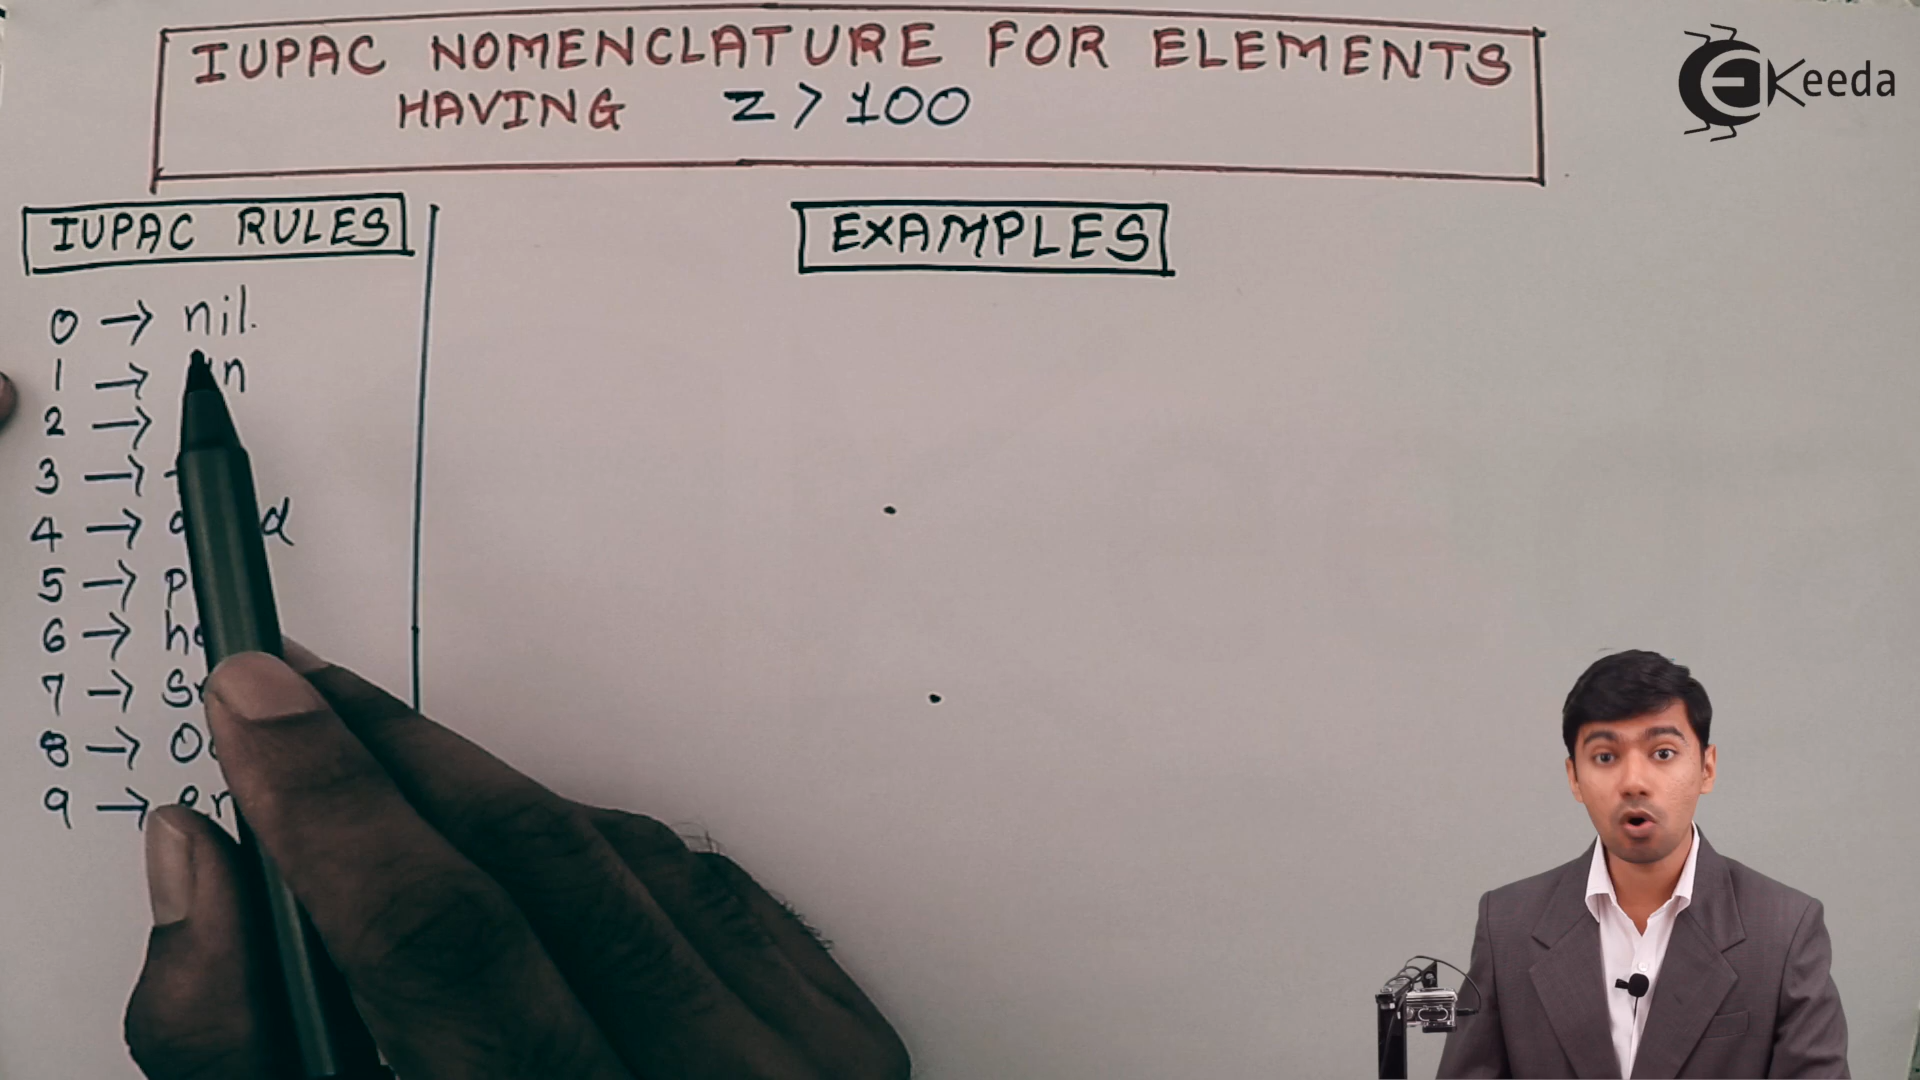 IUPAC NOMENCLATURE FOR ELEMENTS
HAVING Z > 100
eKeeda
IUPAC RULES
EXAMPLES
0 → nil.
1 →
2 →
3 →
4 →
5 →
6 →
7 →
8 →
9 →